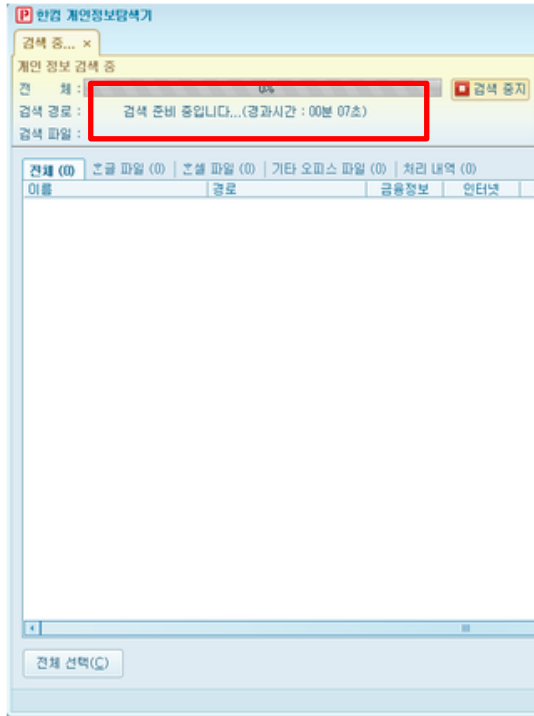 한컴 개인정보탐색기
검색 중... ×
개인 정보 검색 중
전 체 : 0% 검색 중지
검색 경로 : 검색 준비 중입니다...(경과시간 : 00분 07초)
검색 파일 :
전체 (0) 흔글 파일 (0) 흔셀 파일 (0) 기타 오피스 파일 (0) 처리 내역 (0)
이름 경로 금융정보 인터넷
전체 선택(C)